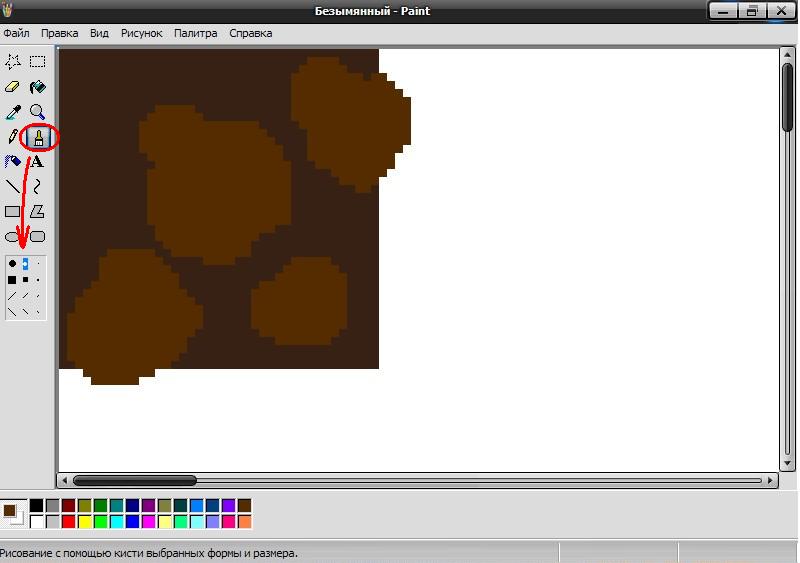 Безымянный - Paint
Файл Правка Вид Рисунок Палитра Справка
A
Рисование с помощью кисти выбранных формы и размера.